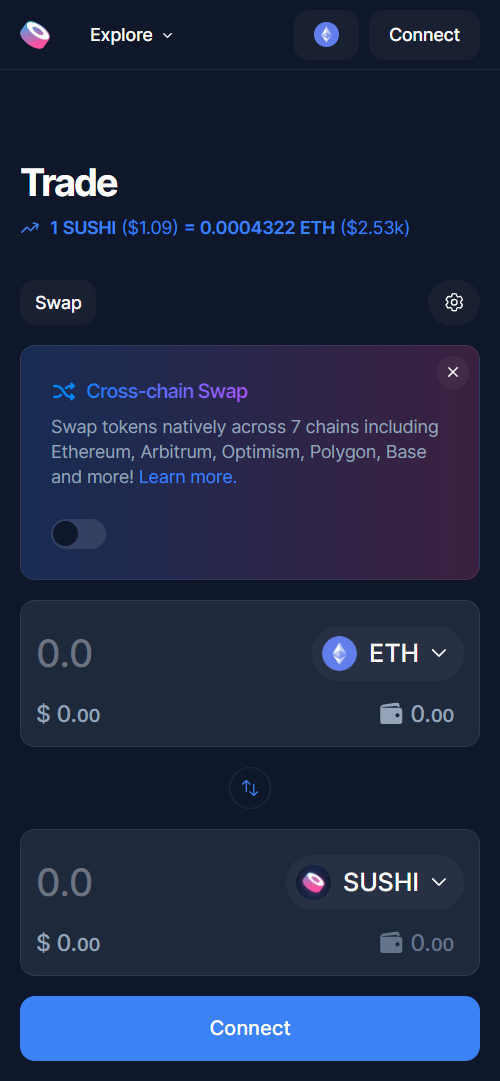 Explore
Connect
Trade
1 SUSHI ($1.09) = 0.0004322 ETH ($2.53k)
Swap
Cross-chain Swap
Swap tokens natively across 7 chains including
Ethereum, Arbitrum, Optimism, Polygon, Base
and more! Learn more.
0.0
ETH
$ 0.00
0.00
0.0
SUSHI
$ 0.00
0.00
Connect